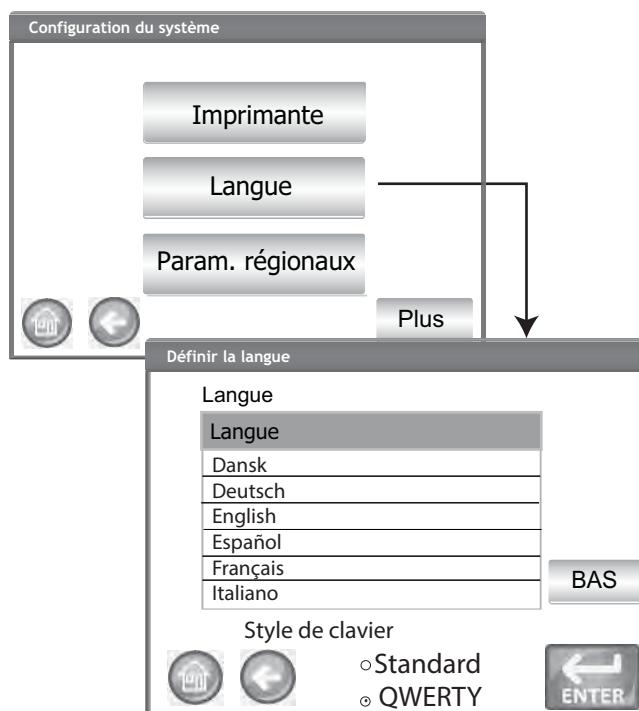 Configuration du système
Imprimante
Langue
Param. régionaux
Plus
Définir la langue
Langue
Langue
Dansk
Deutsch
English
Español
Français
Italiano
BAS
Style de clavier
Standard
QWERTY
ENTER